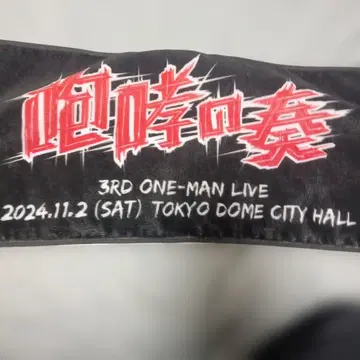 咆哮の奏
3RD ONE-MAN LIVE
2024.11.2 (SAT) TOKYO DOME CITY HALL